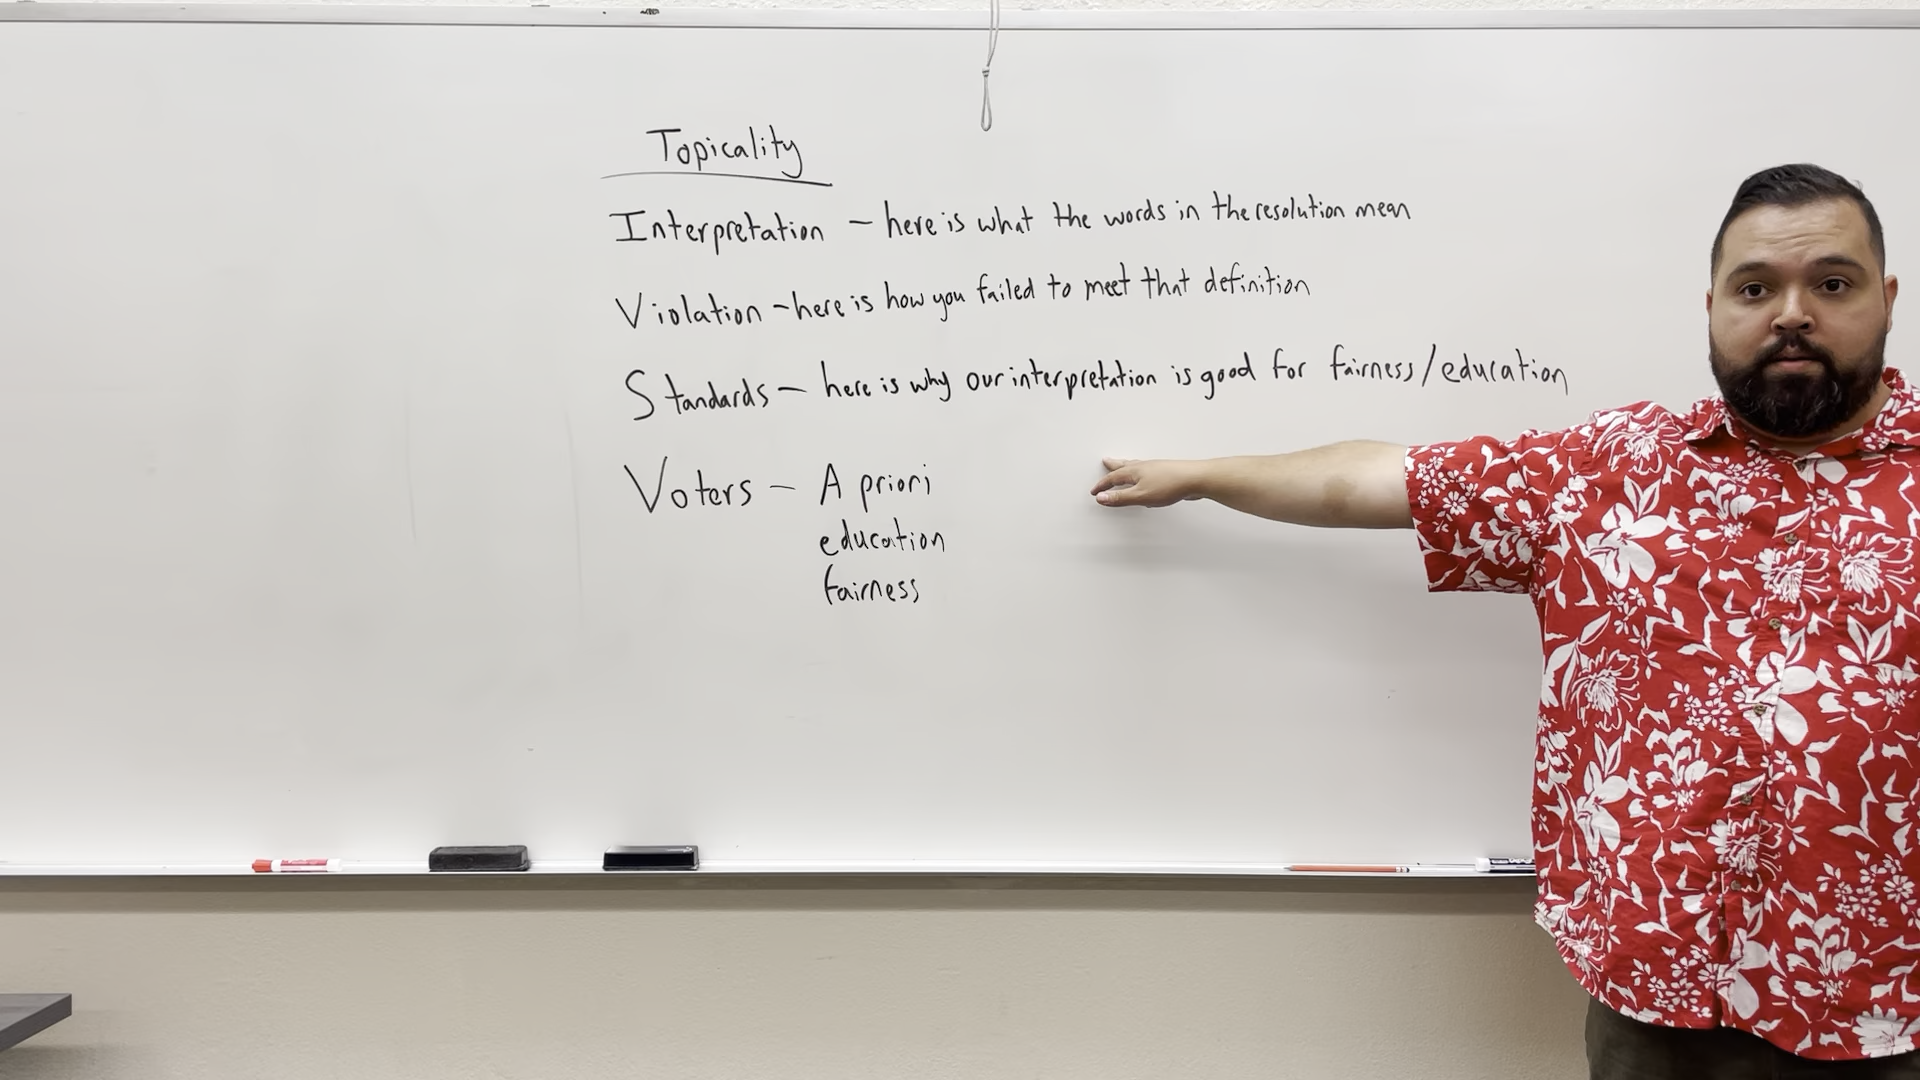 Topicality
Interpretation - here is what the words in the resolution mean
Violation - here is how you failed to meet that definition
Standards - here is why our interpretation is good for fairness/education
Voters - A priori
education
fairness